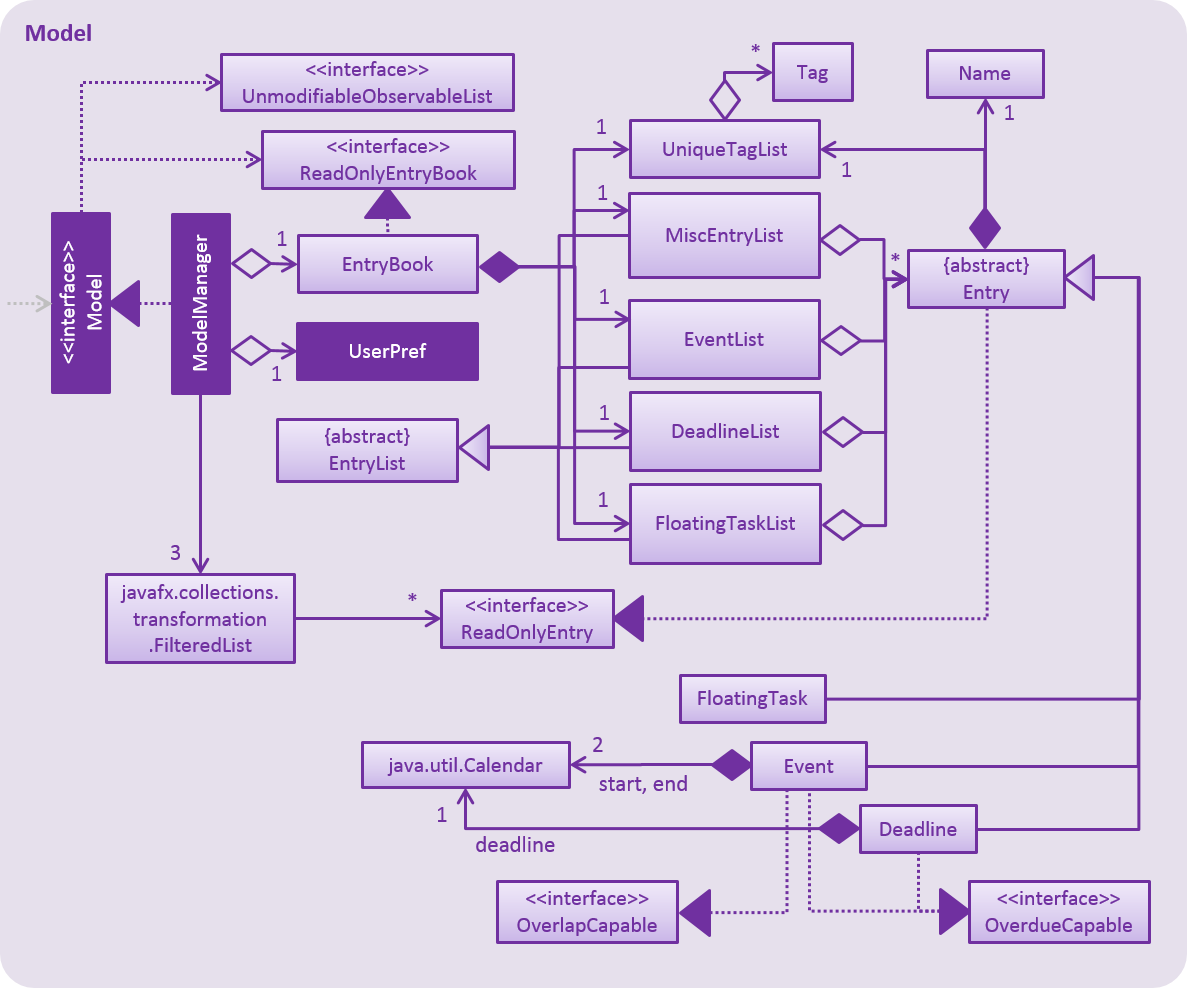 Model
<<interface>>
UnmodifiableObservableList
<<interface>>
ReadOnlyEntryBook
<<interface>>
Model
ModelManager
1
EntryBook
1
UserPref
{abstract}
EntryList
3
javafx.collections.
transformation
.FilteredList
*
<<interface>>
ReadOnlyEntry
*
Tag
Name
1
1
UniqueTagList
1
1
MiscEntryList
*
{abstract}
Entry
1
EventList
1
DeadlineList
1
FloatingTaskList
FloatingTask
java.util.Calendar
2
start, end
Event
1
deadline
Deadline
<<interface>>
OverlapCapable
<<interface>>
OverdueCapable